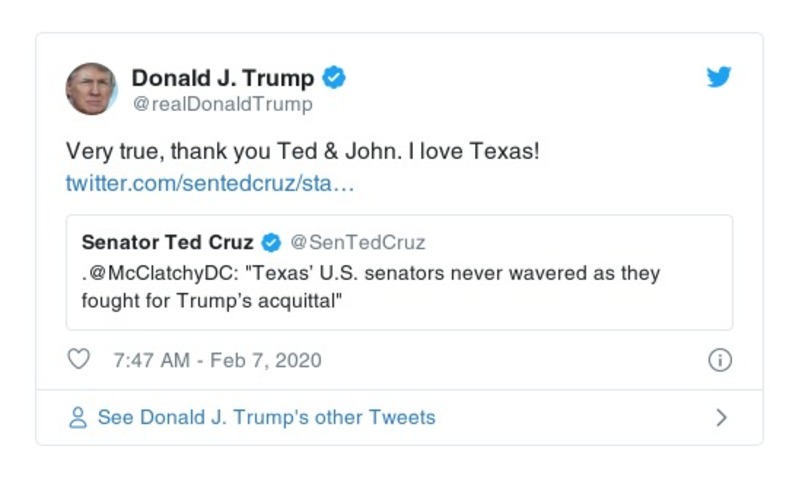 Donald J. Trump
@realDonaldTrump
Very true, thank you Ted & John. I love Texas!
twitter.com/sentedcruz/sta…
Senator Ted Cruz @SenTedCruz
.@McClatchyDC: "Texas’ U.S. senators never wavered as they
fought for Trump’s acquittal"
7:47 AM - Feb 7, 2020
See Donald J. Trump's other Tweets